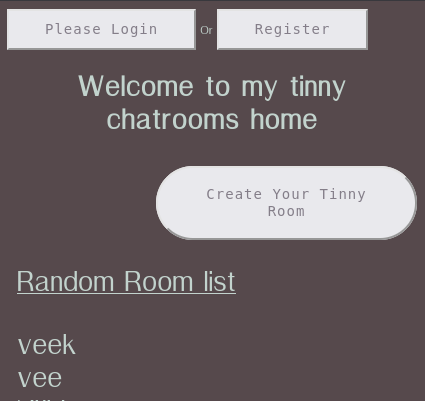 Please Login Or Register
Welcome to my tinny
chatrooms home
Create Your Tinny
Room
Random Room list
veek
vee